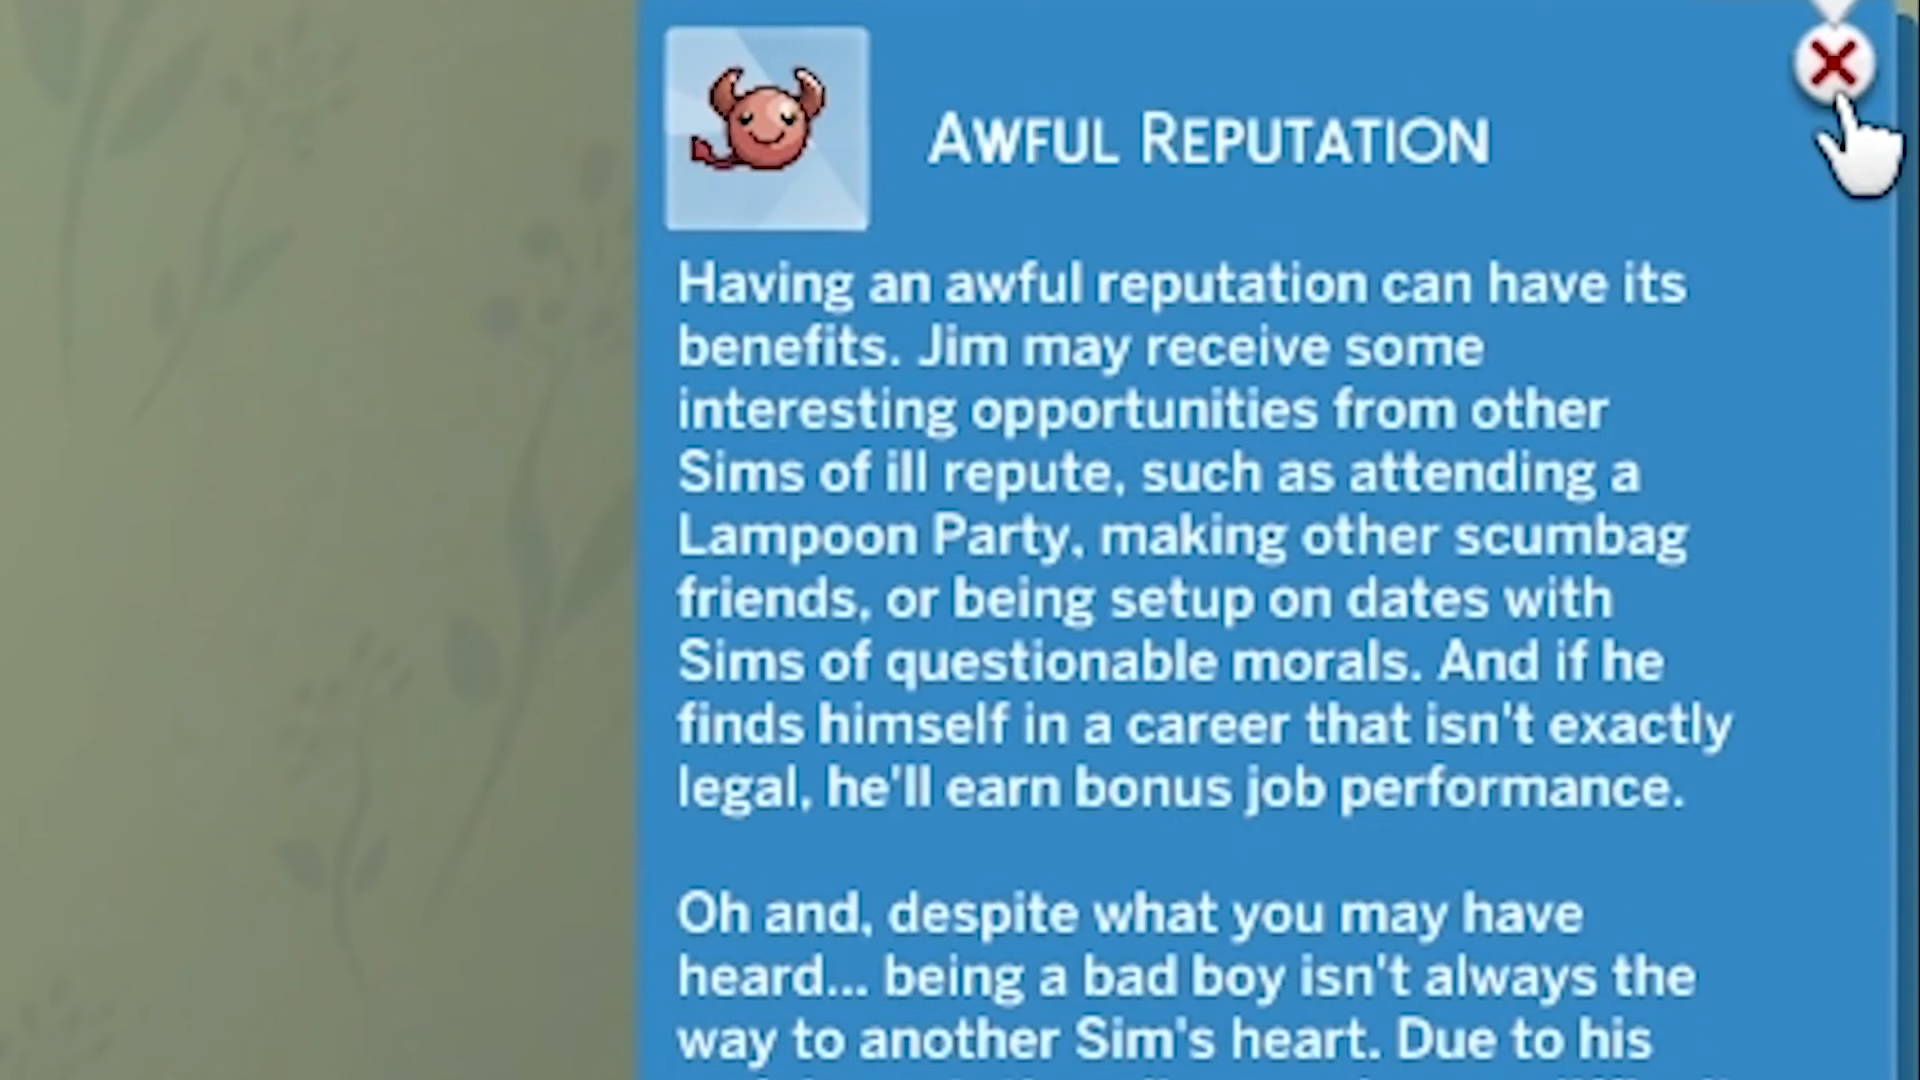 AWFUL REPUTATION
Having an awful reputation can have its
benefits. Jim may receive some
interesting opportunities from other
Sims of ill repute, such as attending a
Lampoon Party, making other scumbag
friends, or being setup on dates with
Sims of questionable morals. And if he
finds himself in a career that isn't exactly
legal, he'll earn bonus job performance.
Oh and, despite what you may have
heard... being a bad boy isn't always the
way to another Sim's heart. Due to his